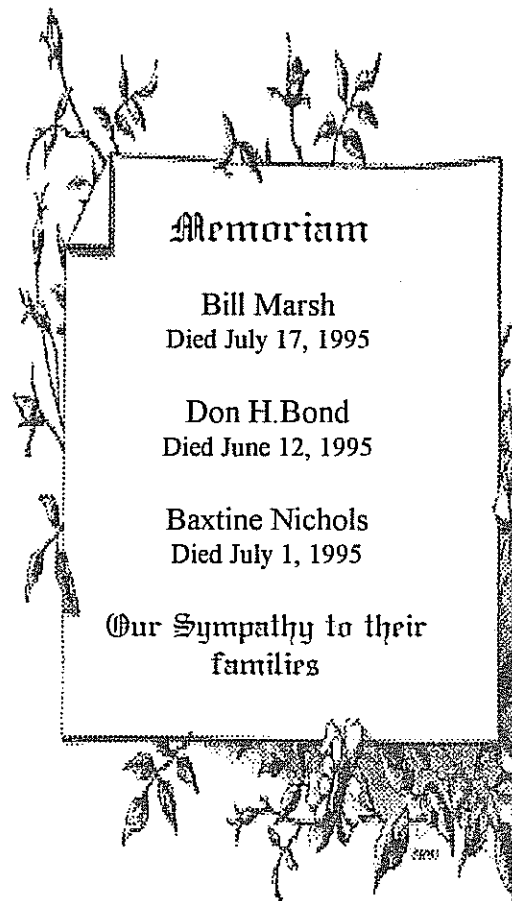 Memoriam
Bill Marsh
Died July 17, 1995
Don H.Bond
Died June 12, 1995
Baxtine Nichols
Died July 1, 1995
Our Sympathy to their
families